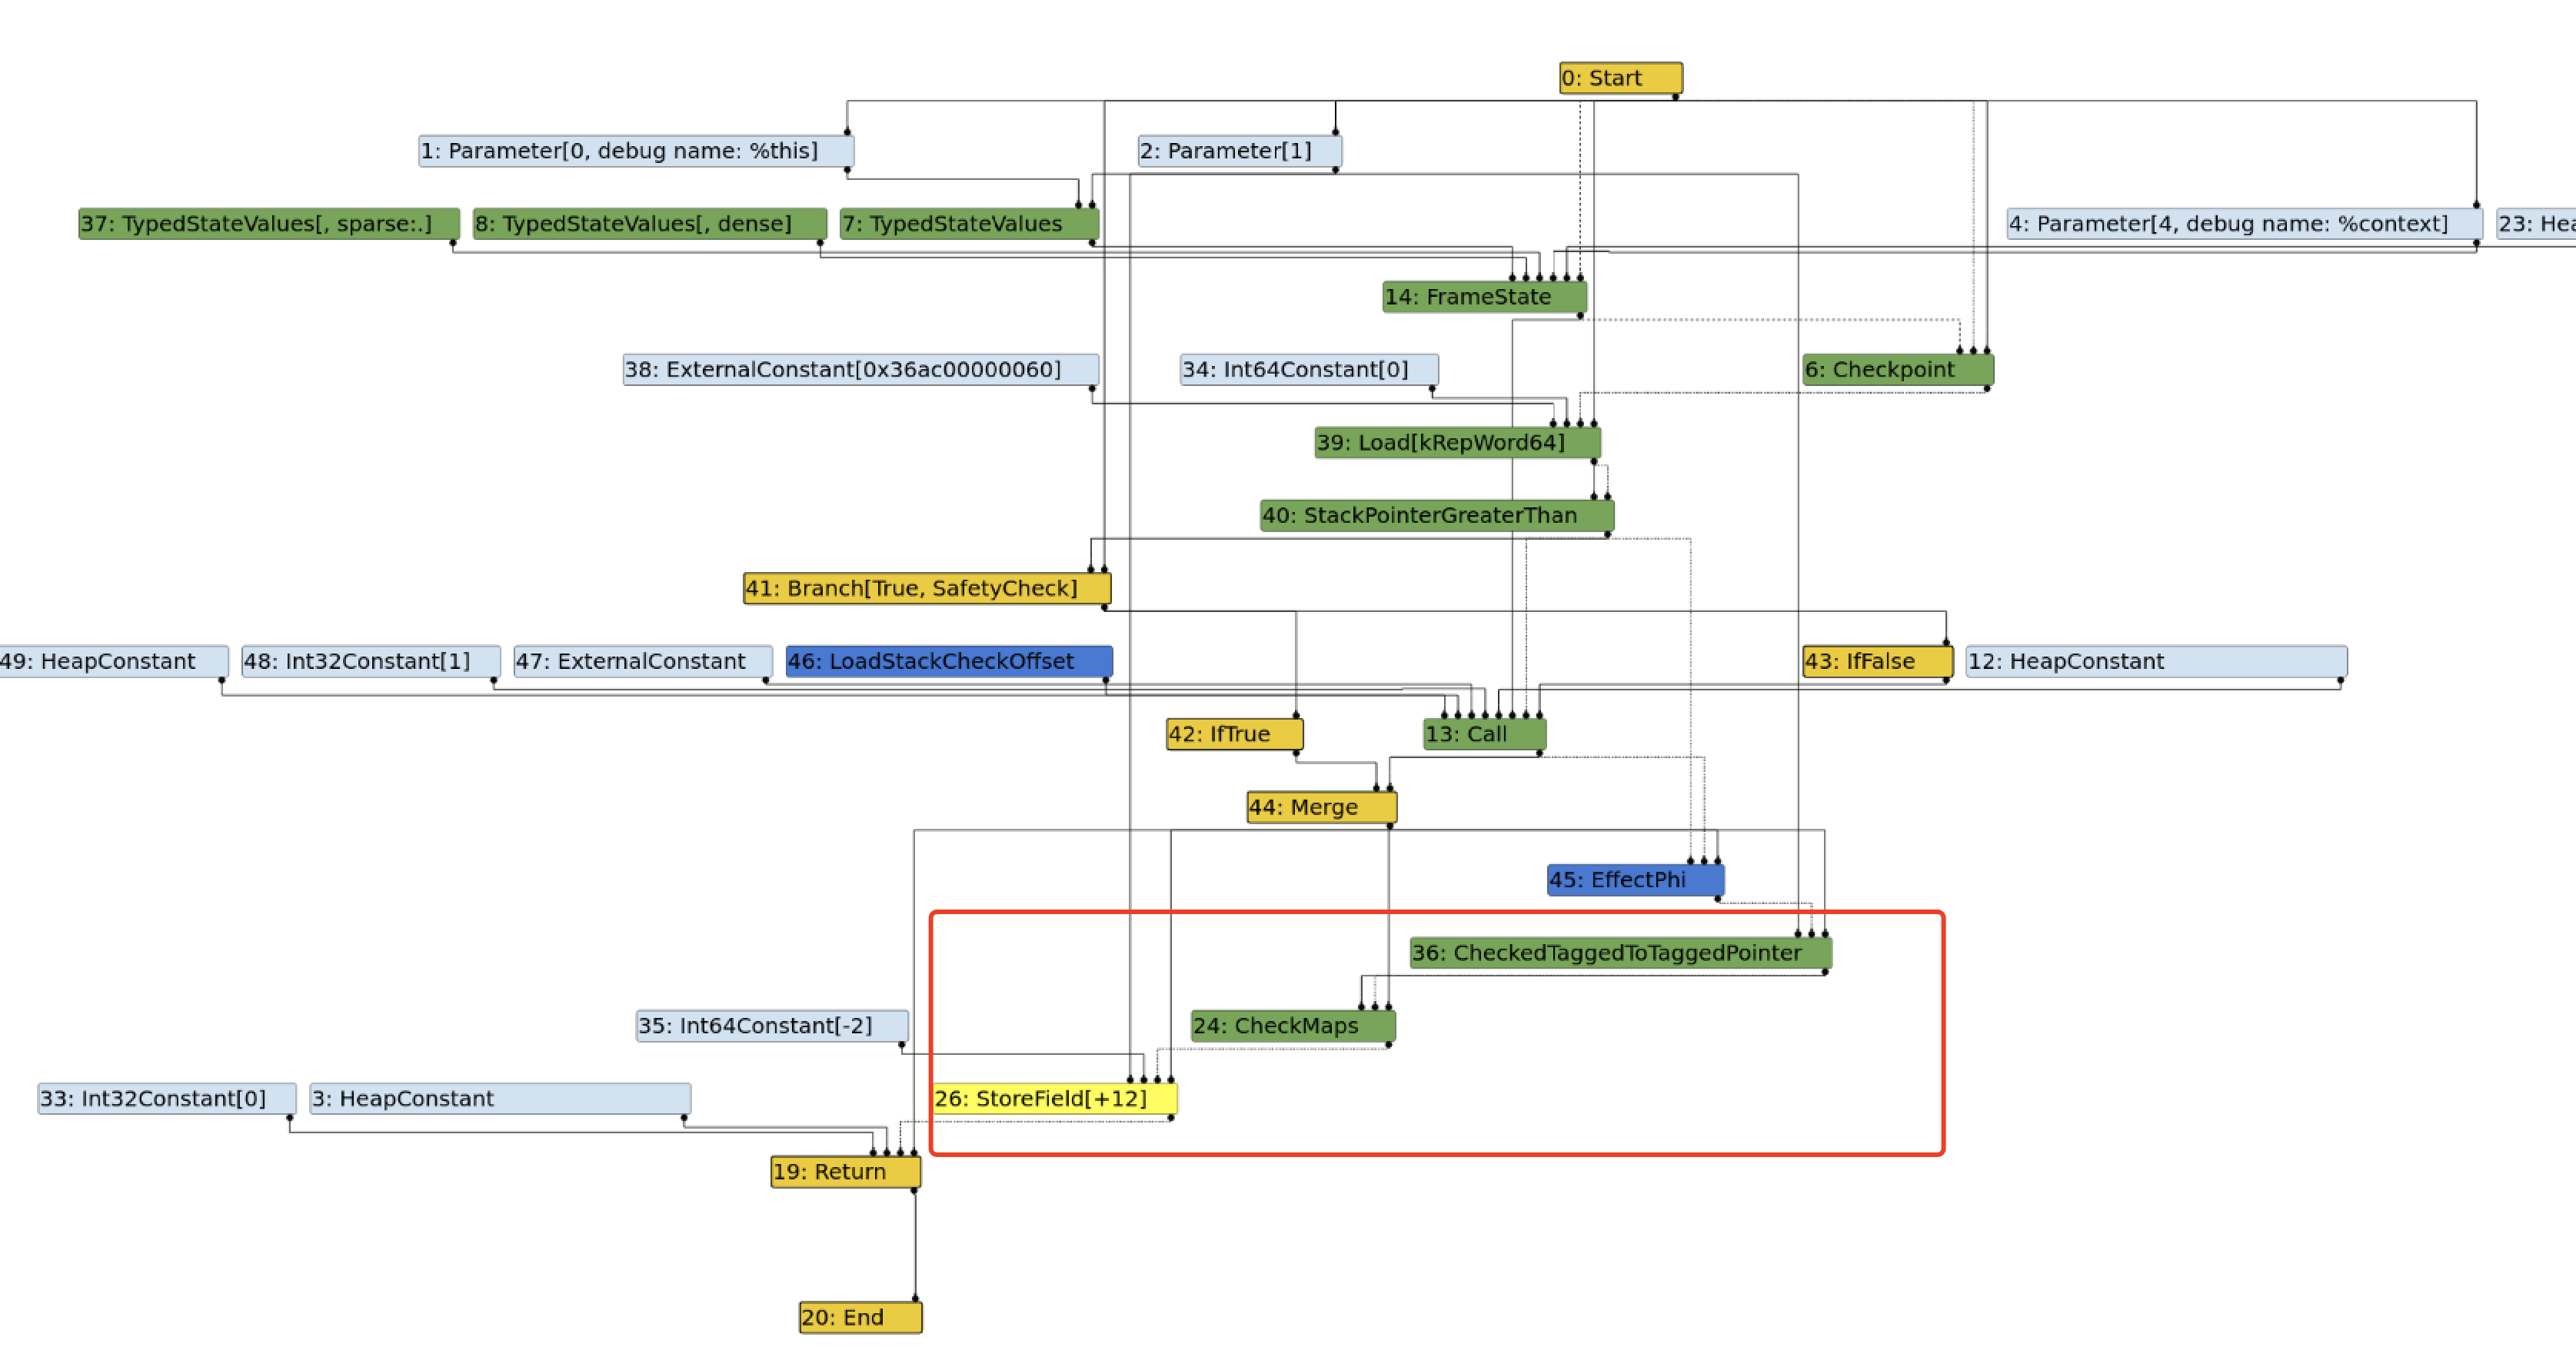 0: Start
1: Parameter[0, debug name: %this]
2: Parameter[1]
37: TypedStateValues[, sparse:.]
8: TypedStateValues[, dense]
7: TypedStateValues
4: Parameter[4, debug name: %context]
23: Hea
14: FrameState
38: ExternalConstant[0x36ac00000060]
34: Int64Constant[0]
6: Checkpoint
39: Load[kRepWord64]
40: StackPointerGreaterThan
41: Branch[True, SafetyCheck]
49: HeapConstant
48: Int32Constant[1]
47: ExternalConstant
46: LoadStackCheckOffset
43: IfFalse
12: HeapConstant
42: IfTrue
13: Call
44: Merge
45: EffectPhi
36: CheckedTaggedToTaggedPointer
35: Int64Constant[-2]
24: CheckMaps
33: Int32Constant[0]
3: HeapConstant
26: StoreField[+12]
19: Return
20: End